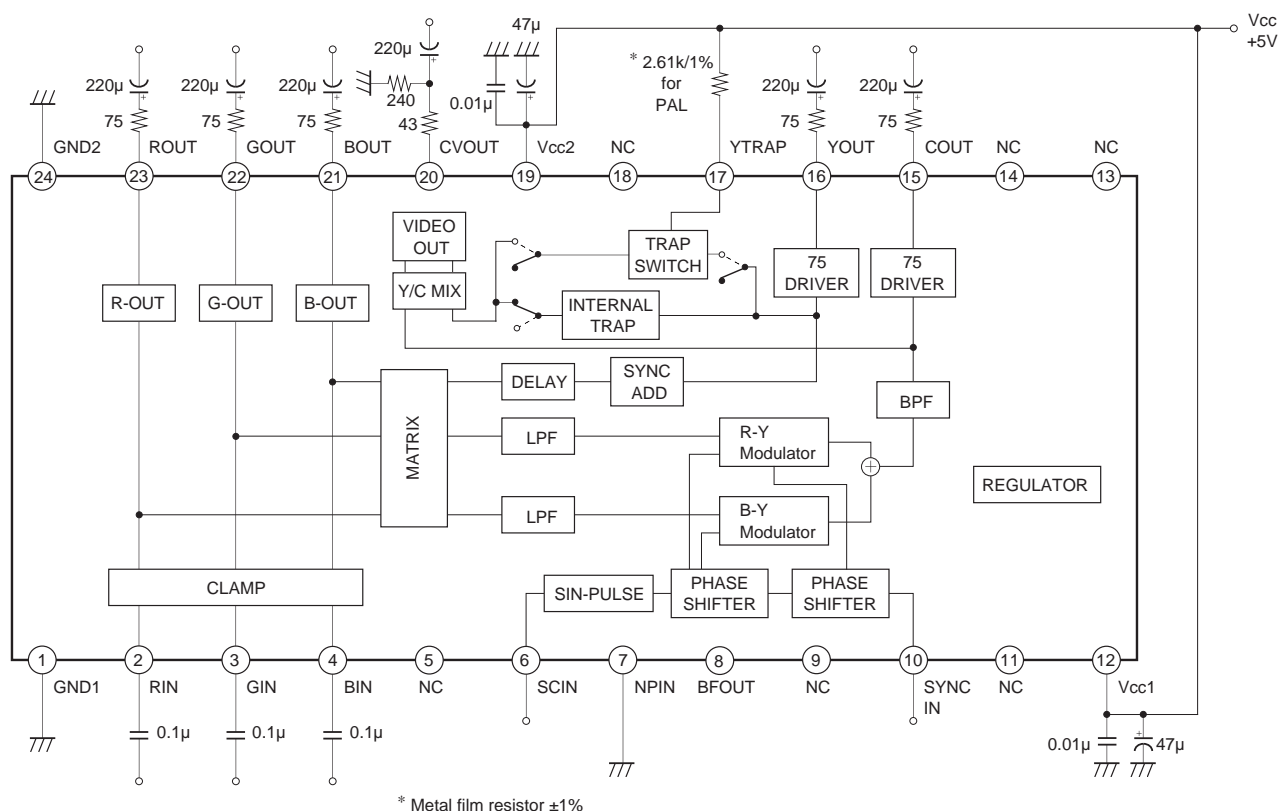 47μ
Vcc
+5V
220μ
* 2.61k/1%
for
PAL
220μ
220μ
220μ
240
0.01μ
220μ
220μ
75
75
75
43
75
75
GND2
ROUT
GOUT
BOUT
CVOUT
Vcc2
NC
YTRAP
YOUT
COUT
NC
NC
24
23
22
21
20
19
18
17
16
15
14
13
VIDEO
OUT
TRAP
SWITCH
75
DRIVER
75
DRIVER
R-OUT
G-OUT
B-OUT
Y/C MIX
INTERNAL
TRAP
MATRIX
DELAY
SYNC
ADD
BPF
LPF
R-Y
Modulator
REGULATOR
LPF
B-Y
Modulator
CLAMP
SIN-PULSE
PHASE
SHIFTER
PHASE
SHIFTER
1
2
3
4
5
6
7
8
9
10
11
12
GND1
RIN
GIN
BIN
NC
SCIN
NPIN
BFOUT
NC
SYNC
IN
NC
Vcc1
0.1μ
0.1μ
0.1μ
0.01μ
47μ
* Metal film resistor ±1%